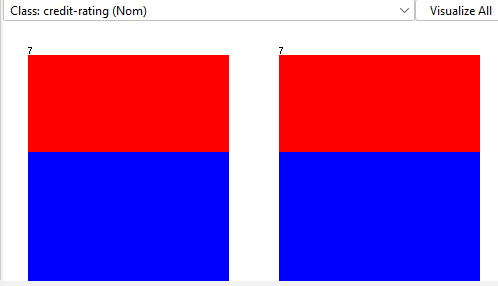 Class: credit-rating (Nom)
Visualize All
7
7